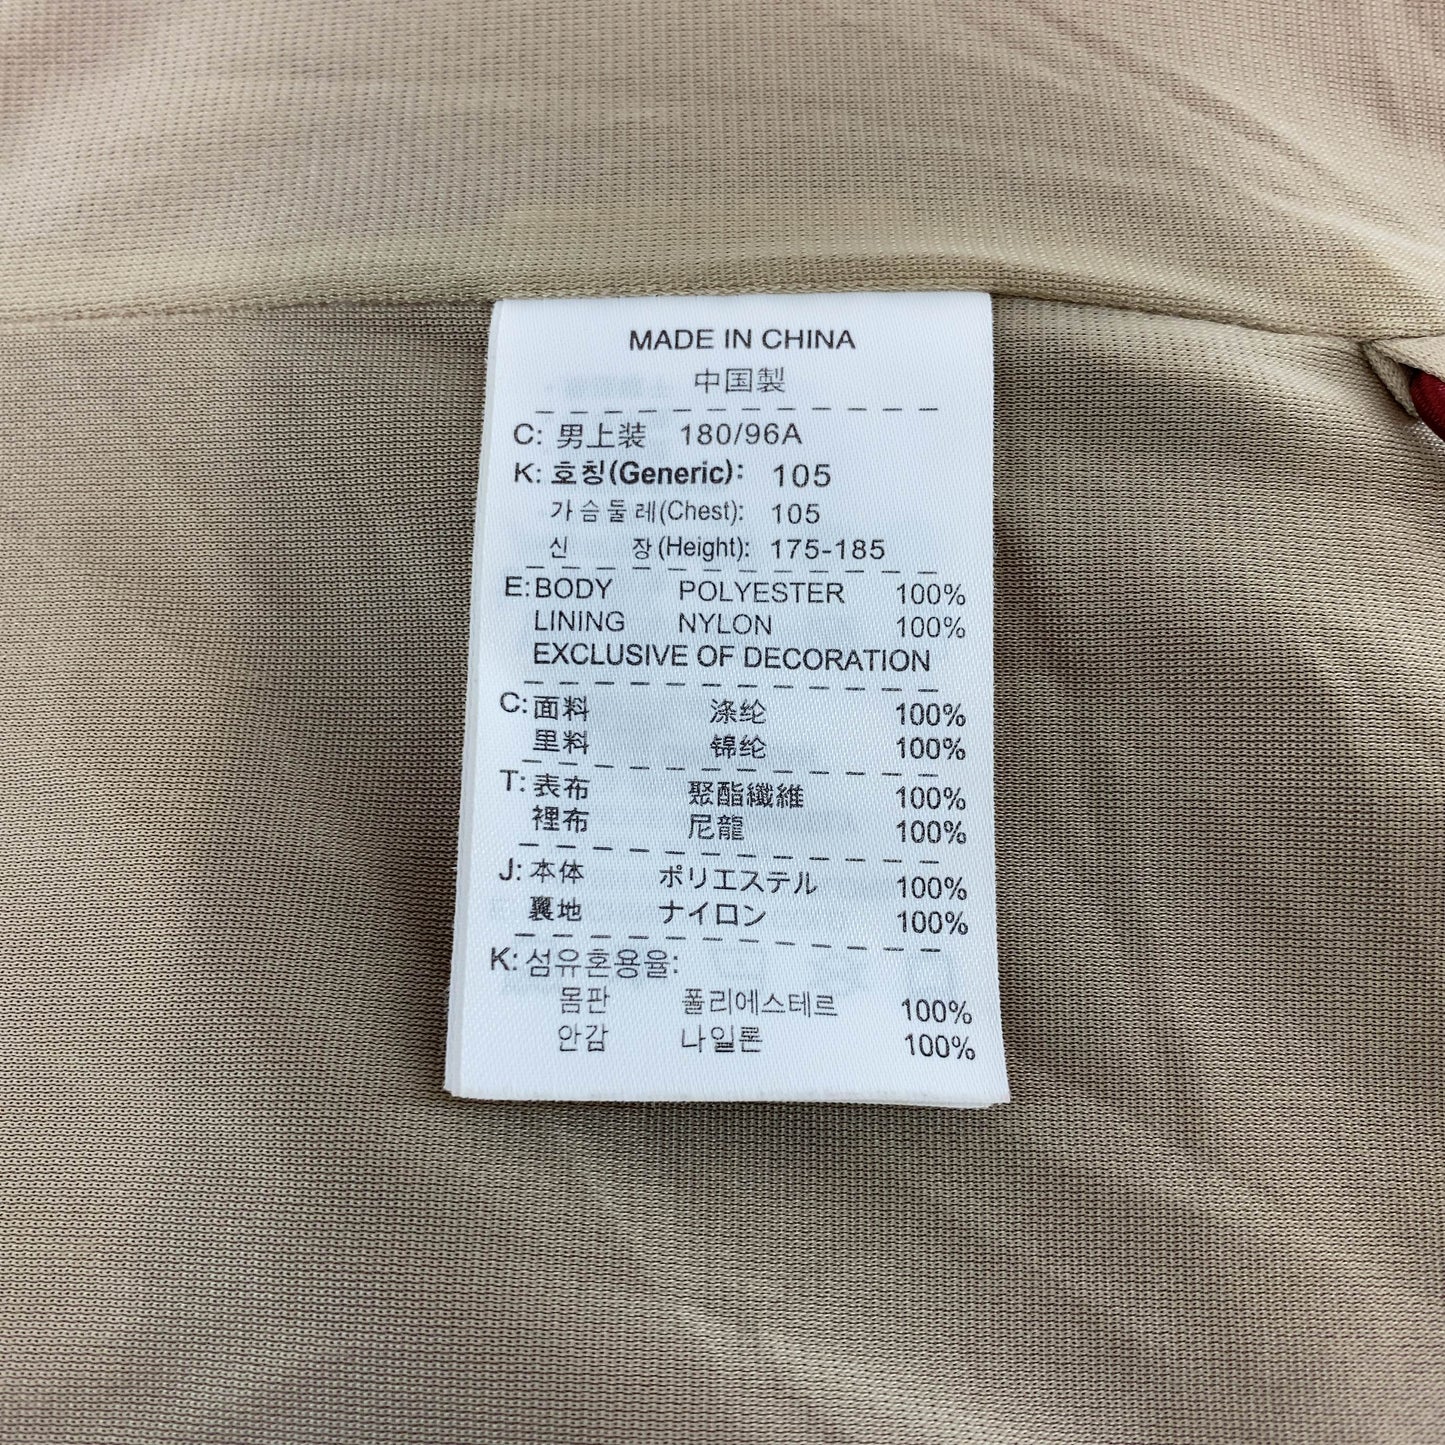 MADE IN CHINA
中国製
C: 男上装 180/96A
K: 호칭(Generic): 105
가슴둘레(Chest): 105
신 장(Height): 175-185
E: BODY POLYESTER 100%
LINING NYLON 100%
EXCLUSIVE OF DECORATION
C: 面料 涤纶 100%
里料 锦纶 100%
T: 表布 聚酯纖維 100%
裡布 尼龍 100%
J: 本体 ポリエステル 100%
裏地 ナイロン 100%
K: 섬유혼용율:
몸판 폴리에스테르 100%
안감 나일론 100%